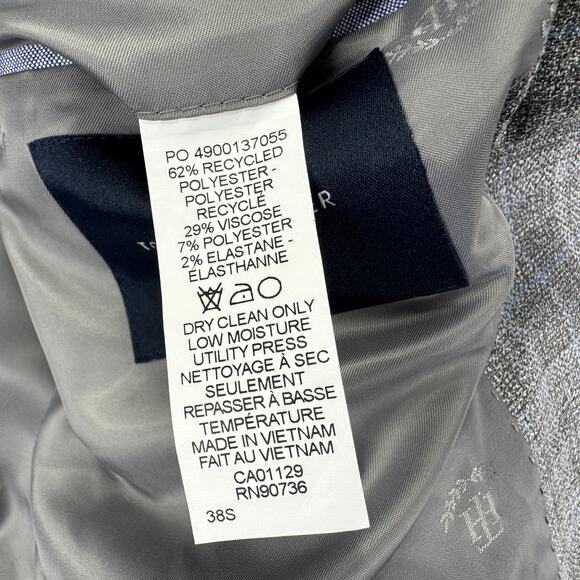 PO 4900137055
62% RECYCLED
POLYESTER -
POLYESTER
RECYCLÉ
29% VISCOSE
7% POLYESTER
2% ELASTANE -
ÉLASTHANNE
DRY CLEAN ONLY
LOW MOISTURE
UTILITY PRESS
NETTOYAGE À SEC
SEULEMENT
REPASSER À BASSE
TEMPÉRATURE
MADE IN VIETNAM
FAIT AU VIETNAM
CA01129
RN90736
38S